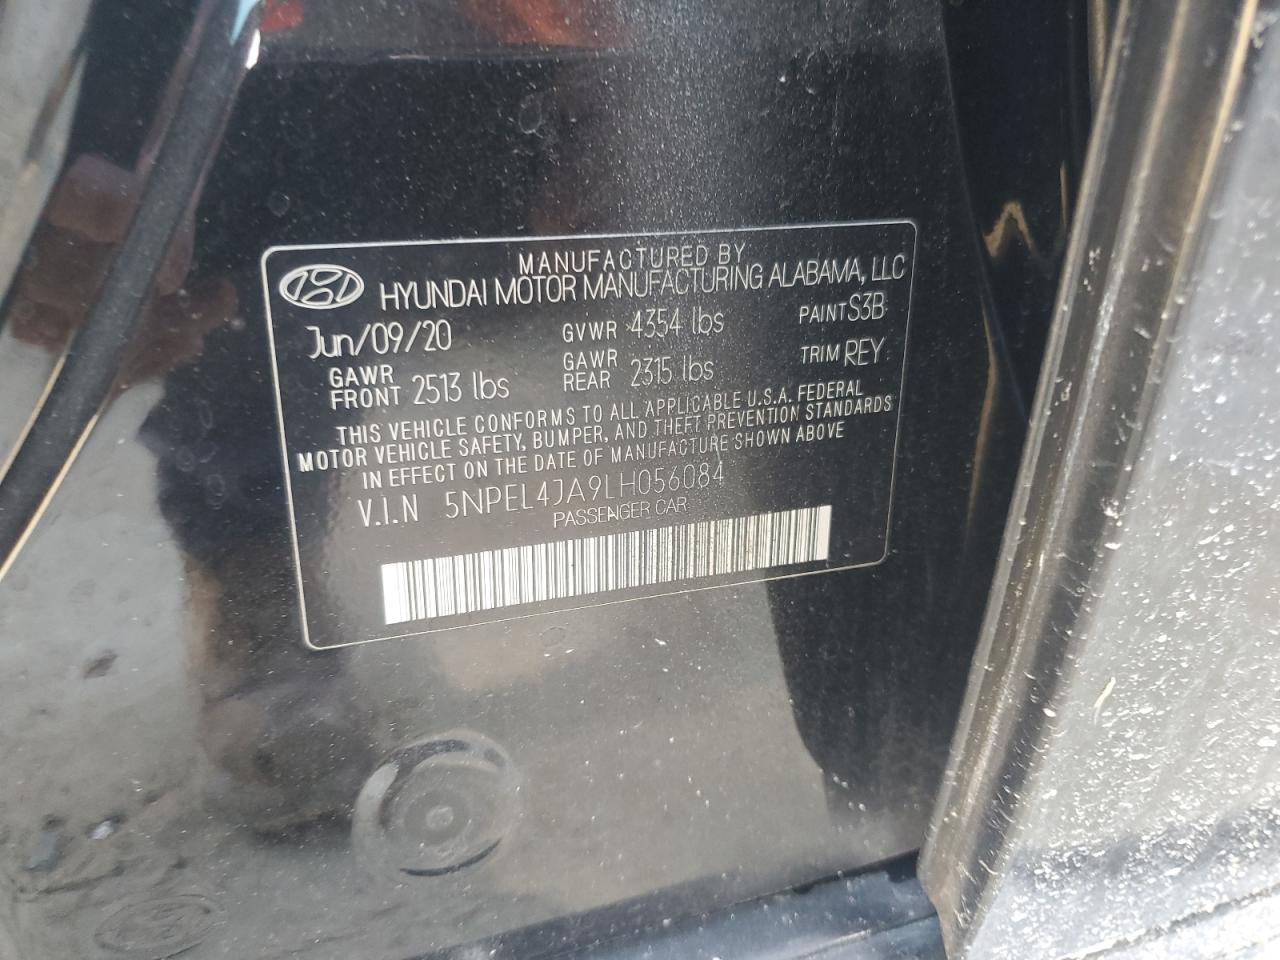 MANUFACTURED BY
HYUNDAI MOTOR MANUFACTURING ALABAMA, LLC
Jun/09/20 GVWR 4354 lbs PAINT S3B
GAWR FRONT 2513 lbs GAWR REAR 2315 lbs TRIM REY
THIS VEHICLE CONFORMS TO ALL APPLICABLE U.S.A. FEDERAL
MOTOR VEHICLE SAFETY, BUMPER, AND THEFT PREVENTION STANDARDS
IN EFFECT ON THE DATE OF MANUFACTURE SHOWN ABOVE
V.I.N 5NPEL4JA9LH056084
PASSENGER CAR